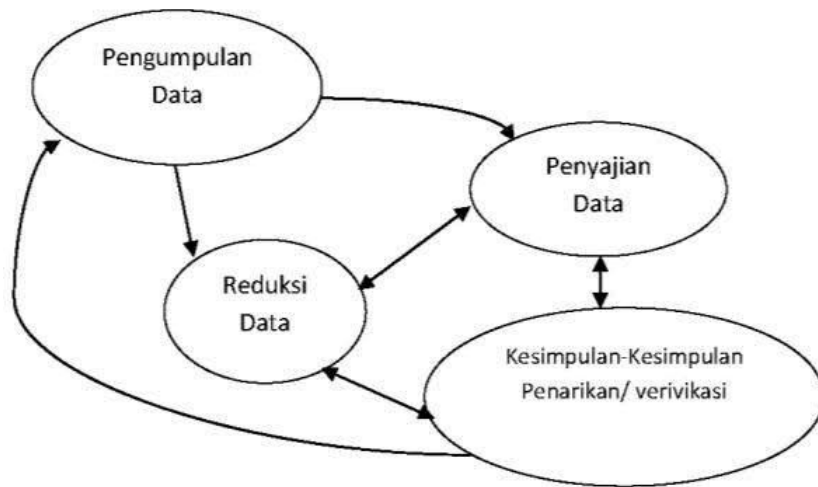 Pengumpulan
Data
Penyajian
Data
Reduksi
Data
Kesimpulan-Kesimpulan
Penarikan/ verivikasi